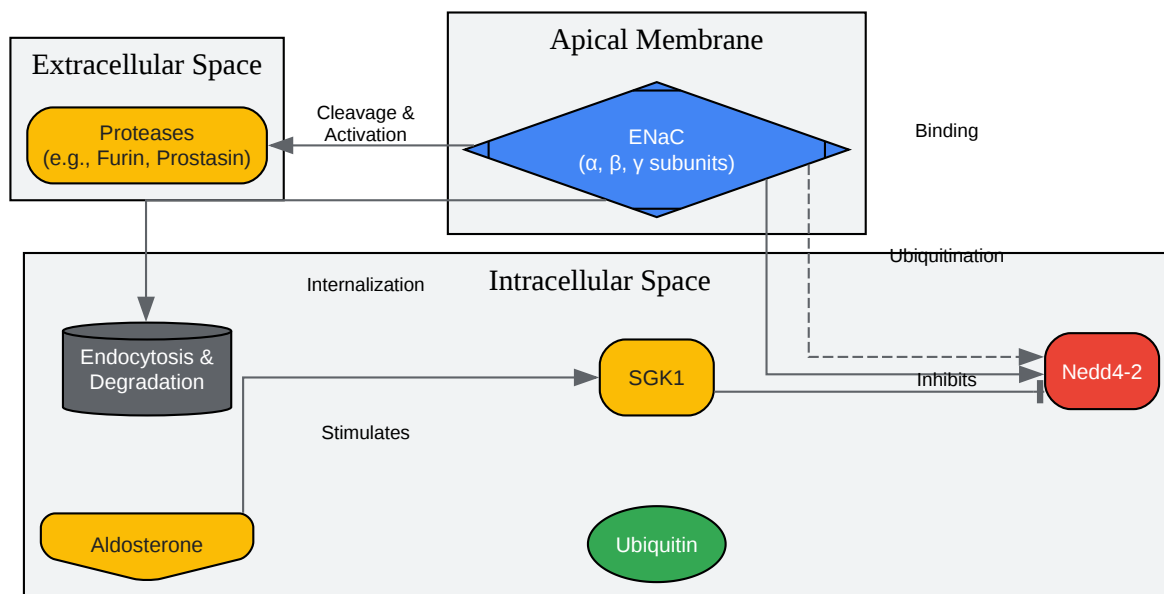 Apical Membrane
Extracellular Space
Cleavage &
Activation
Proteases
(e.g., Furin, Prostasin)
ENaC
(α, β, γ subunits)
Binding
Ubiquitination
Internalization
Intracellular Space
Endocytosis &
Degradation
SGK1
Inhibits
Nedd4-2
Stimulates
Aldosterone
Ubiquitin